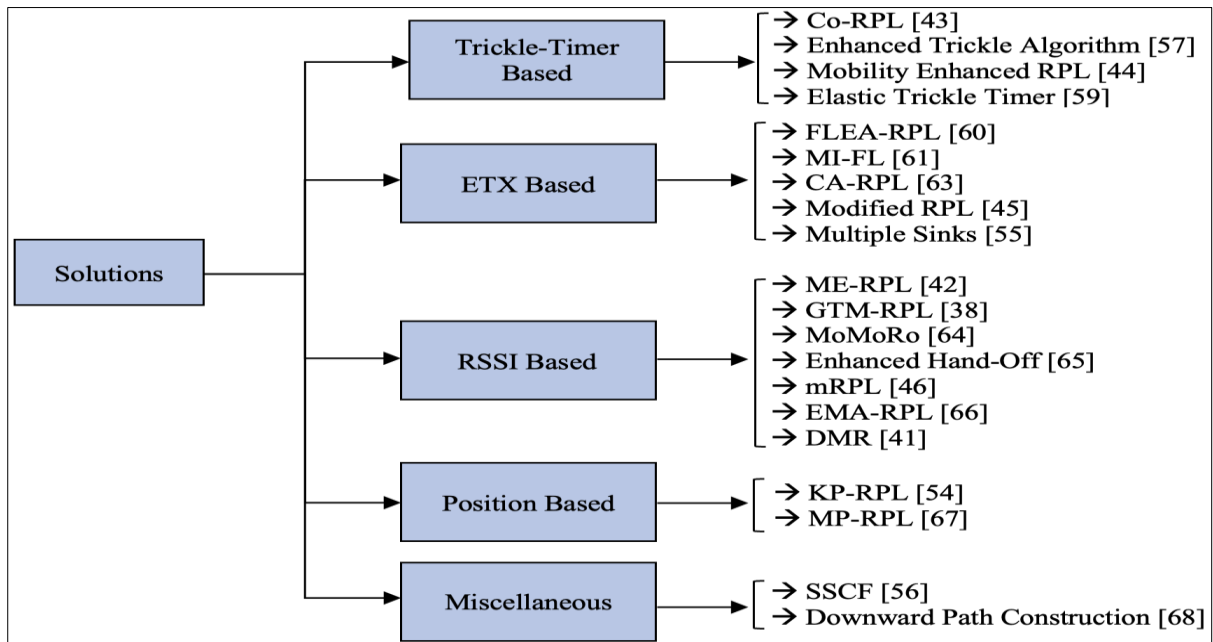 Solutions
Trickle-Timer
Based
→ Co-RPL [43]
→ Enhanced Trickle Algorithm [57]
→ Mobility Enhanced RPL [44]
→ Elastic Trickle Timer [59]
ETX Based
→ FLEA-RPL [60]
→ MI-FL [61]
→ CA-RPL [63]
→ Modified RPL [45]
→ Multiple Sinks [55]
RSSI Based
→ ME-RPL [42]
→ GTM-RPL [38]
→ MoMoRo [64]
→ Enhanced Hand-Off [65]
→ mRPL [46]
→ EMA-RPL [66]
→ DMR [41]
Position Based
→ KP-RPL [54]
→ MP-RPL [67]
Miscellaneous
→ SSCF [56]
→ Downward Path Construction [68]